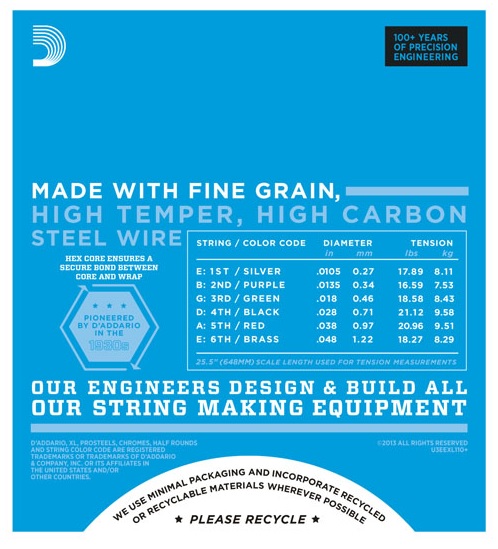 100+ YEARS
OF PRECISION
ENGINEERING
MADE WITH FINE GRAIN,
HIGH TEMPER, HIGH CARBON
STEEL WIRE
HEX CORE ENSURES A
SECURE BOND BETWEEN
CORE AND WRAP
PIONEERED
BY D'ADDARIO
IN THE
1930s
STRING / COLOR CODE DIAMETER TENSION
in mm lbs kg
E: 1ST / SILVER .0105 0.27 17.89 8.11
B: 2ND / PURPLE .0135 0.34 16.59 7.53
G: 3RD / GREEN .018 0.46 18.58 8.43
D: 4TH / BLACK .028 0.71 21.12 9.58
A: 5TH / RED .038 0.97 20.96 9.51
E: 6TH / BRASS .048 1.22 18.27 8.29
25.5" (648MM) SCALE LENGTH USED FOR TENSION MEASUREMENTS
OUR ENGINEERS DESIGN & BUILD ALL
OUR STRING MAKING EQUIPMENT
D'ADDARIO, XL, PROSTEELS, CHROMES, HALF ROUNDS
AND STRING COLOR CODE ARE REGISTERED
TRADEMARKS OR TRADEMARKS OF D'ADDARIO
& COMPANY, INC. OR ITS AFFILIATES IN
THE UNITED STATES AND/OR
OTHER COUNTRIES.
©2013 ALL RIGHTS RESERVED
U3EEXL110+
WE USE MINIMAL PACKAGING AND INCORPORATE RECYCLED
OR RECYCLABLE MATERIALS WHEREVER POSSIBLE
★ PLEASE RECYCLE ★